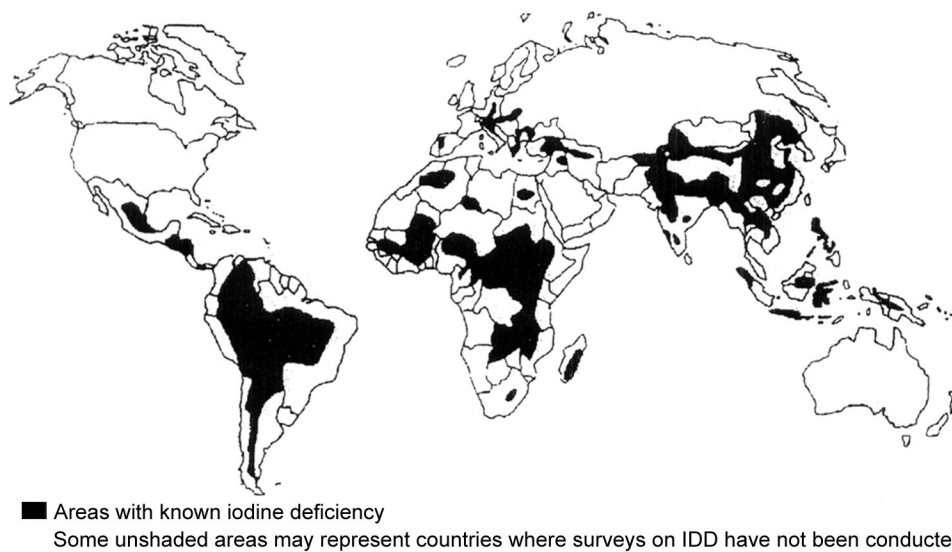 Areas with known iodine deficiency
Some unshaded areas may represent countries where surveys on IDD have not been conducte